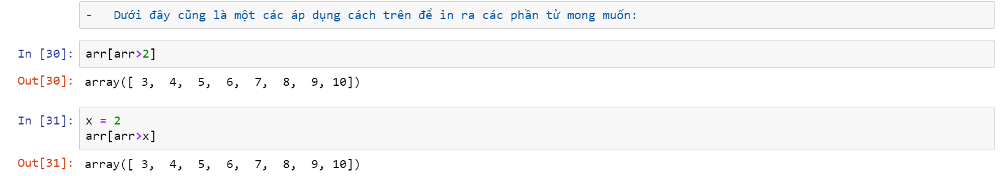 -   Dưới đây cũng là một các áp dụng cách trên để in ra các phần tử mong muốn:
In [30]: arr[arr>2]
Out[30]: array([ 3,  4,  5,  6,  7,  8,  9, 10])
In [31]: x = 2
arr[arr>x]
Out[31]: array([ 3,  4,  5,  6,  7,  8,  9, 10])